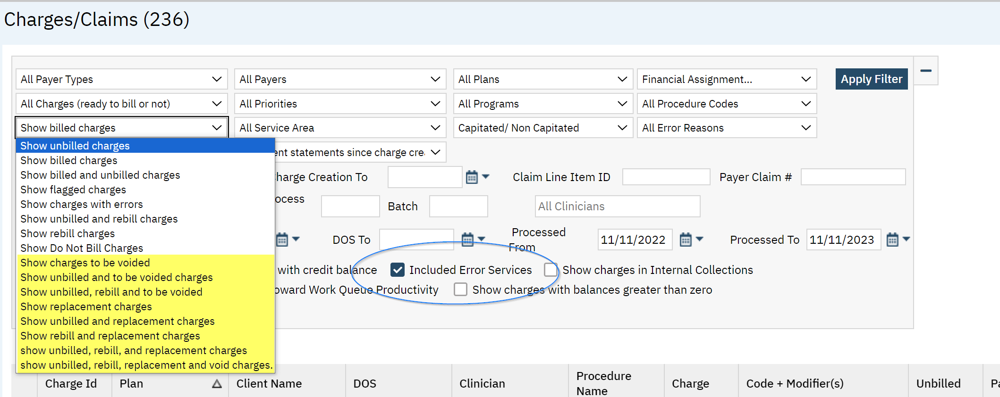 Charges/Claims (236)
All Payer Types
All Payers
All Plans
Financial Assignment...
Apply Filter
All Charges (ready to bill or not)
All Priorities
All Programs
All Procedure Codes
Show billed charges
All Service Area
Capitated/ Non Capitated
All Error Reasons
Show unbilled charges
Show billed charges
Show billed and unbilled charges
Show flagged charges
Show charges with errors
Show unbilled and rebill charges
Show rebill charges
Show Do Not Bill Charges
Show charges to be voided
Show unbilled and to be voided charges
Show unbilled, rebill and to be voided
Show replacement charges
Show unbilled and replacement charges
Show rebill and replacement charges
show unbilled, rebill, and replacement charges
show unbilled, rebill, replacement and void charges.
statements since charge
Creation To
Claim Line Item ID
Payer Claim #
Batch
All Clinicians
DOS To
Processed
From
11/11/2022
Processed To
11/11/2023
with credit balance
Included Error Services
Show charges in Internal Collections
Work Queue Productivity
Show charges with balances greater than zero
Charge Id
Plan
Client Name
DOS
Clinician
Procedure
Name
Charge
Code + Modifier(s)
Unbilled